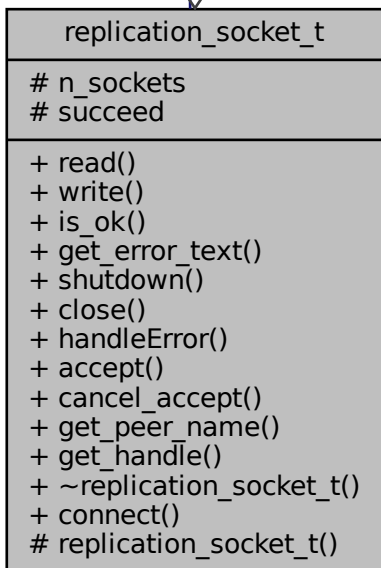 replication_socket_t
# n_sockets
# succeed
+ read()
+ write()
+ is_ok()
+ get_error_text()
+ shutdown()
+ close()
+ handleError()
+ accept()
+ cancel_accept()
+ get_peer_name()
+ get_handle()
+ ~replication_socket_t()
+ connect()
# replication_socket_t()